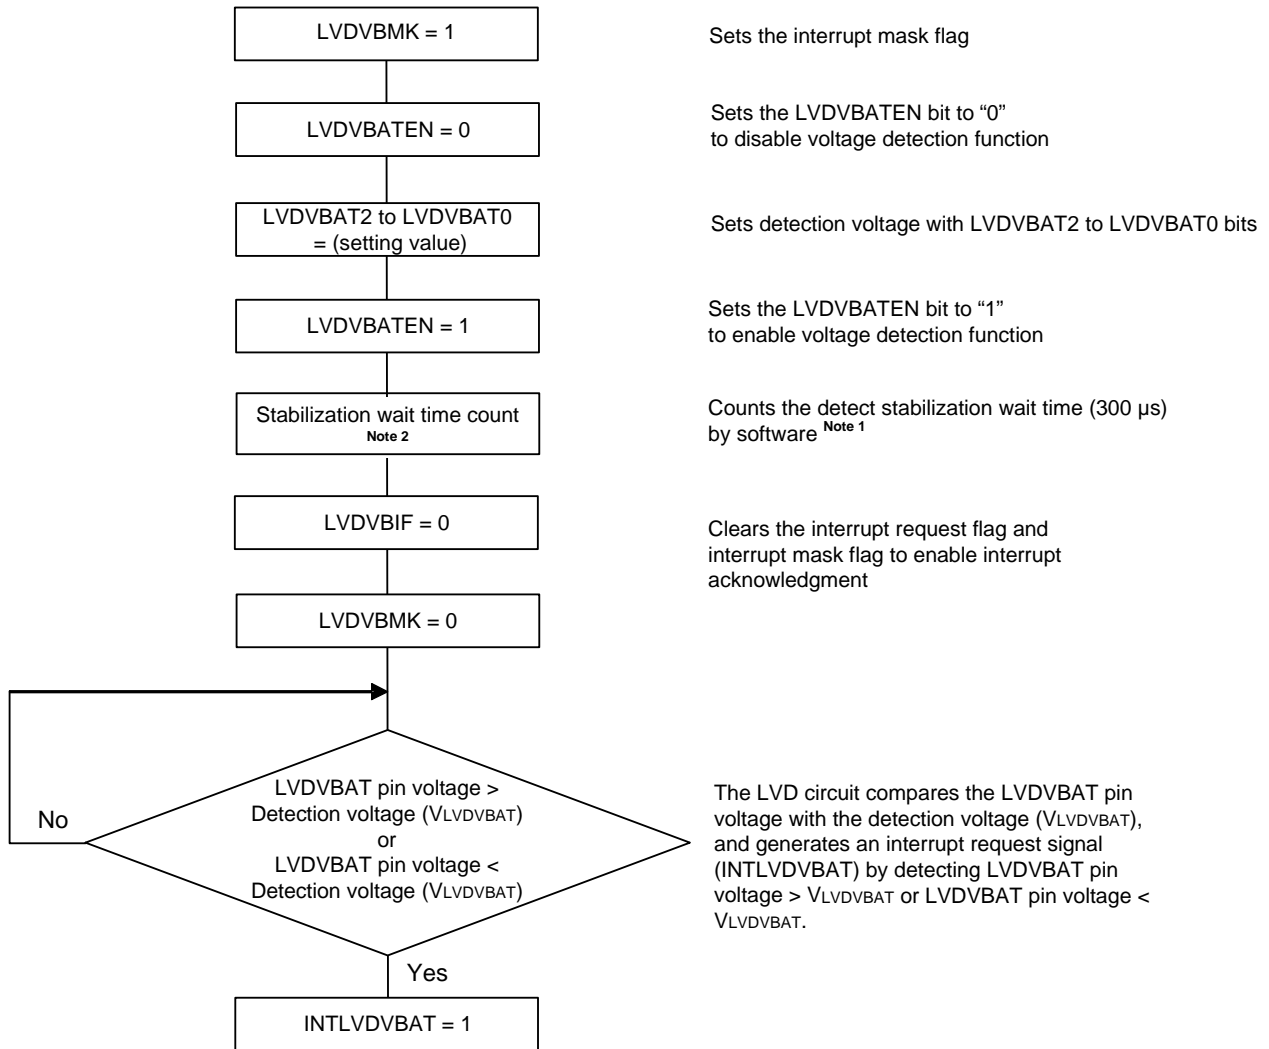 LVDVBMK = 1
Sets the interrupt mask flag
LVDVBATEN = 0
Sets the LVDVBATEN bit to “0”
to disable voltage detection function
LVDVBAT2 to LVDVBAT0
= (setting value)
Sets detection voltage with LVDVBAT2 to LVDVBAT0 bits
LVDVBATEN = 1
Sets the LVDVBATEN bit to “1”
to enable voltage detection function
Stabilization wait time count
Note 2
Counts the detect stabilization wait time (300 µs)
by software Note 1
LVDVBIF = 0
Clears the interrupt request flag and
interrupt mask flag to enable interrupt
acknowledgment
LVDVBMK = 0
LVDVBAT pin voltage >
Detection voltage (VLVDVBAT)
or
LVDVBAT pin voltage <
Detection voltage (VLVDVBAT)
No
The LVD circuit compares the LVDVBAT pin
voltage with the detection voltage (VLVDVBAT),
and generates an interrupt request signal
(INTLVDVBAT) by detecting LVDVBAT pin
voltage > VLVDVBAT or LVDVBAT pin voltage <
VLVDVBAT.
Yes
INTLVDVBAT = 1